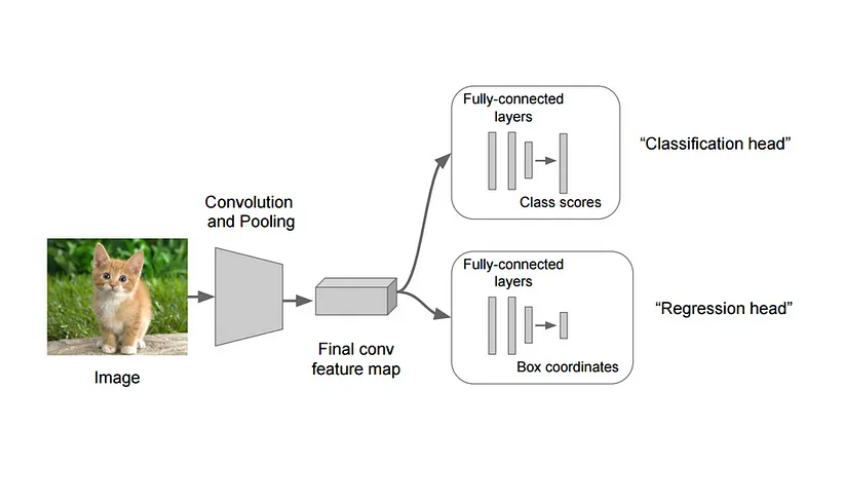 Fully-connected
layers
Class scores
“Classification head”
Convolution
and Pooling
Image
Final conv
feature map
Fully-connected
layers
Box coordinates
“Regression head”